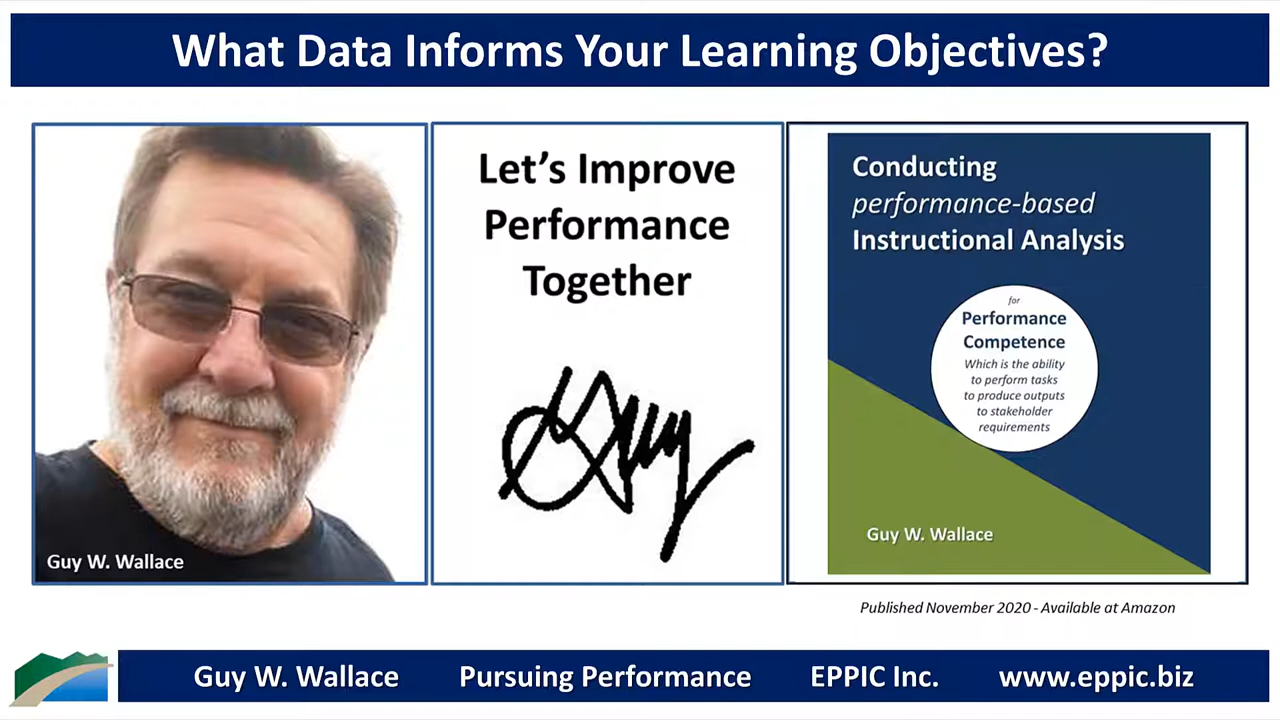 What Data Informs Your Learning Objectives?
Guy W. Wallace
Let’s Improve
Performance
Together
Guy
Conducting
performance-based
Instructional Analysis
for
Performance
Competence
Which is the ability
to perform tasks
to produce outputs
to stakeholder
requirements
Guy W. Wallace
Published November 2020 - Available at Amazon
Guy W. Wallace Pursuing Performance EPPIC Inc. www.eppic.biz